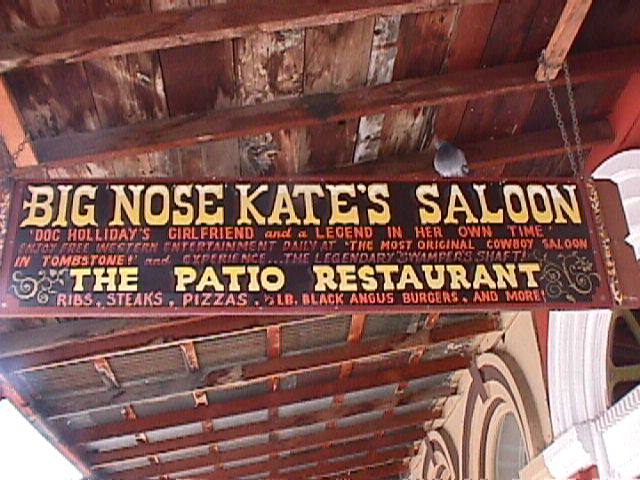 BIG NOSE KATE'S SALOON
'DOC HOLLIDAY'S GIRLFRIEND and a LEGEND IN HER OWN TIME'
ENJOY FREE WESTERN ENTERTAINMENT DAILY AT "THE MOST ORIGINAL COWBOY SALOON
IN TOMBSTONE!" and EXPERIENCE...THE LEGENDARY SWAMPER'S SHAFT!
THE PATIO RESTAURANT
RIBS, STEAKS, PIZZAS, ½ LB. BLACK ANGUS BURGERS, AND MORE!